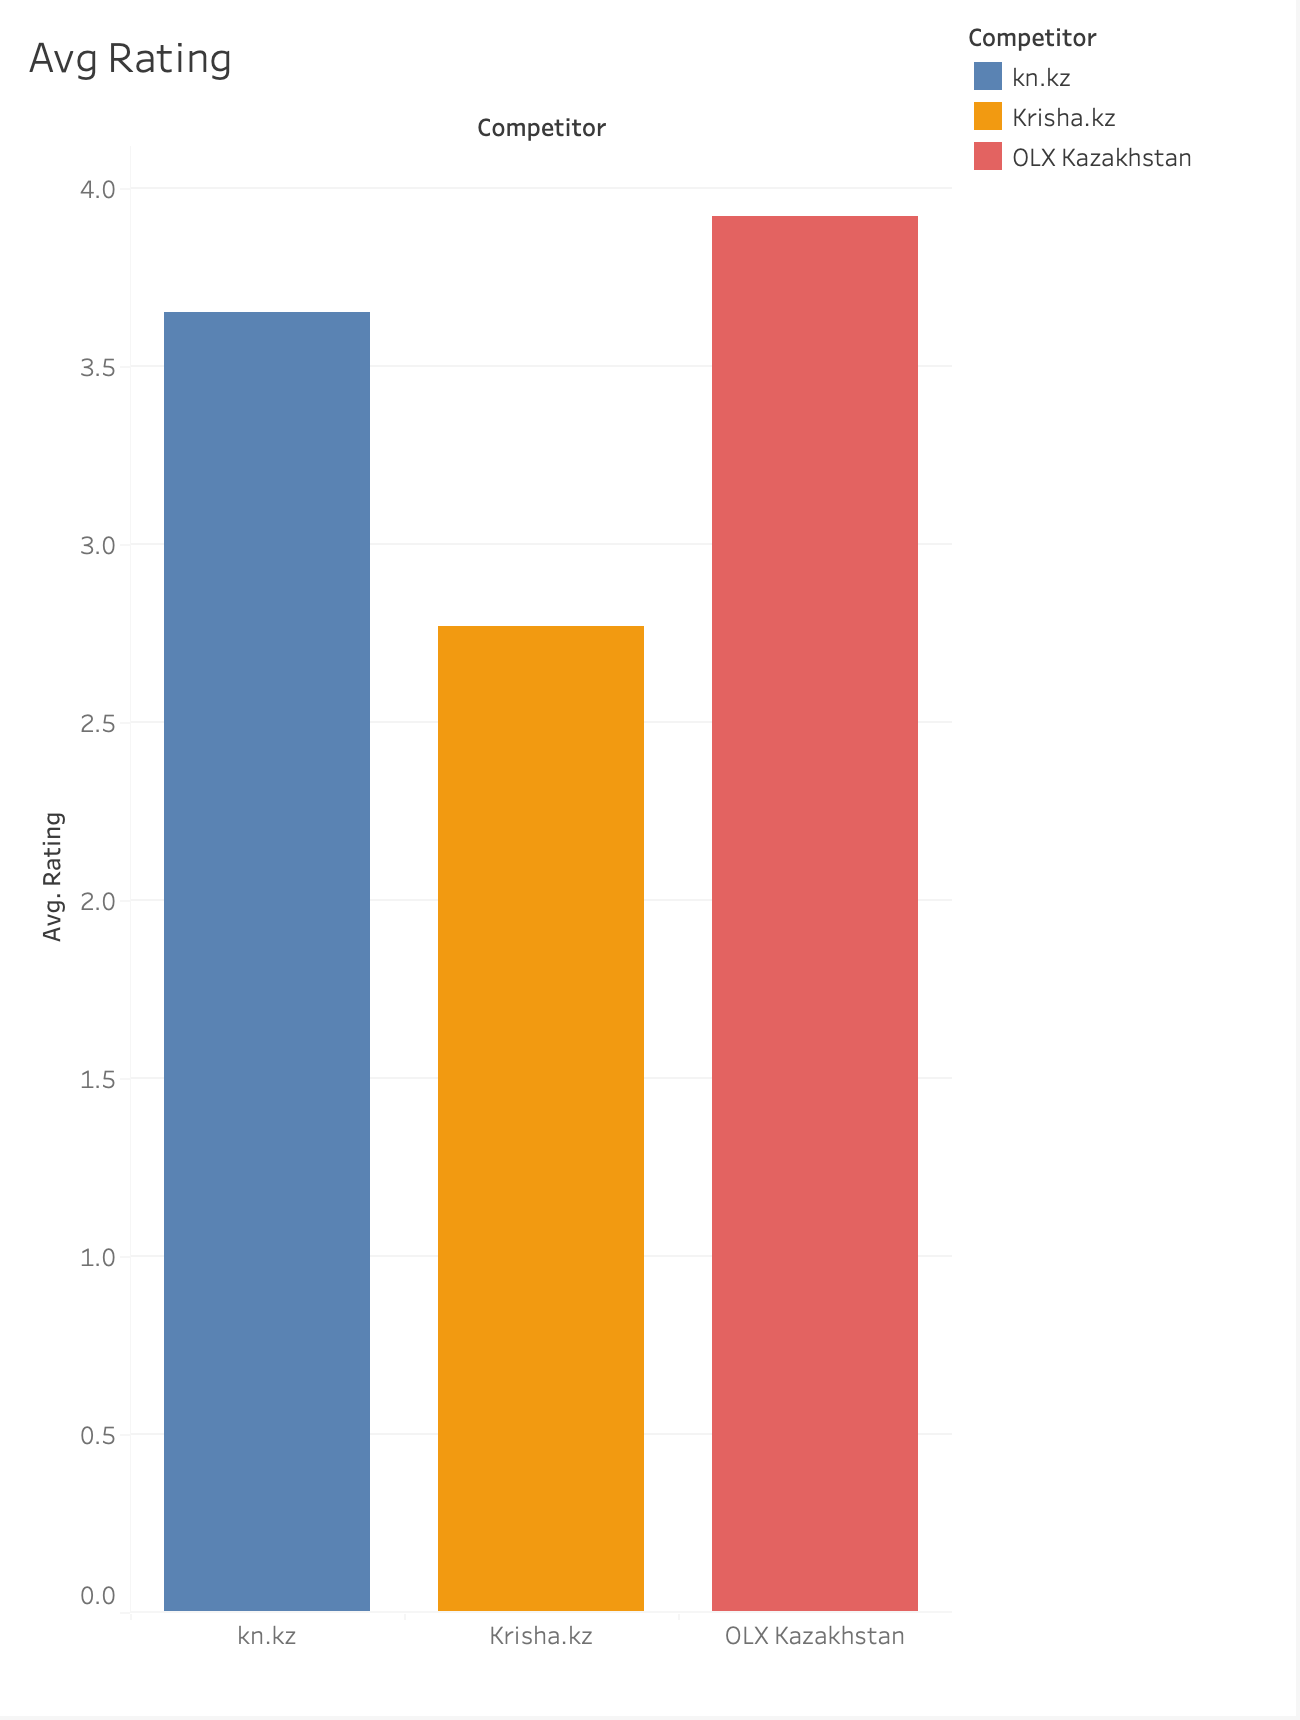 Avg Rating
Competitor
kn.kz
Krisha.kz
OLX Kazakhstan
Competitor
Avg. Rating
4.0
3.5
3.0
2.5
2.0
1.5
1.0
0.5
0.0
kn.kz
Krisha.kz
OLX Kazakhstan